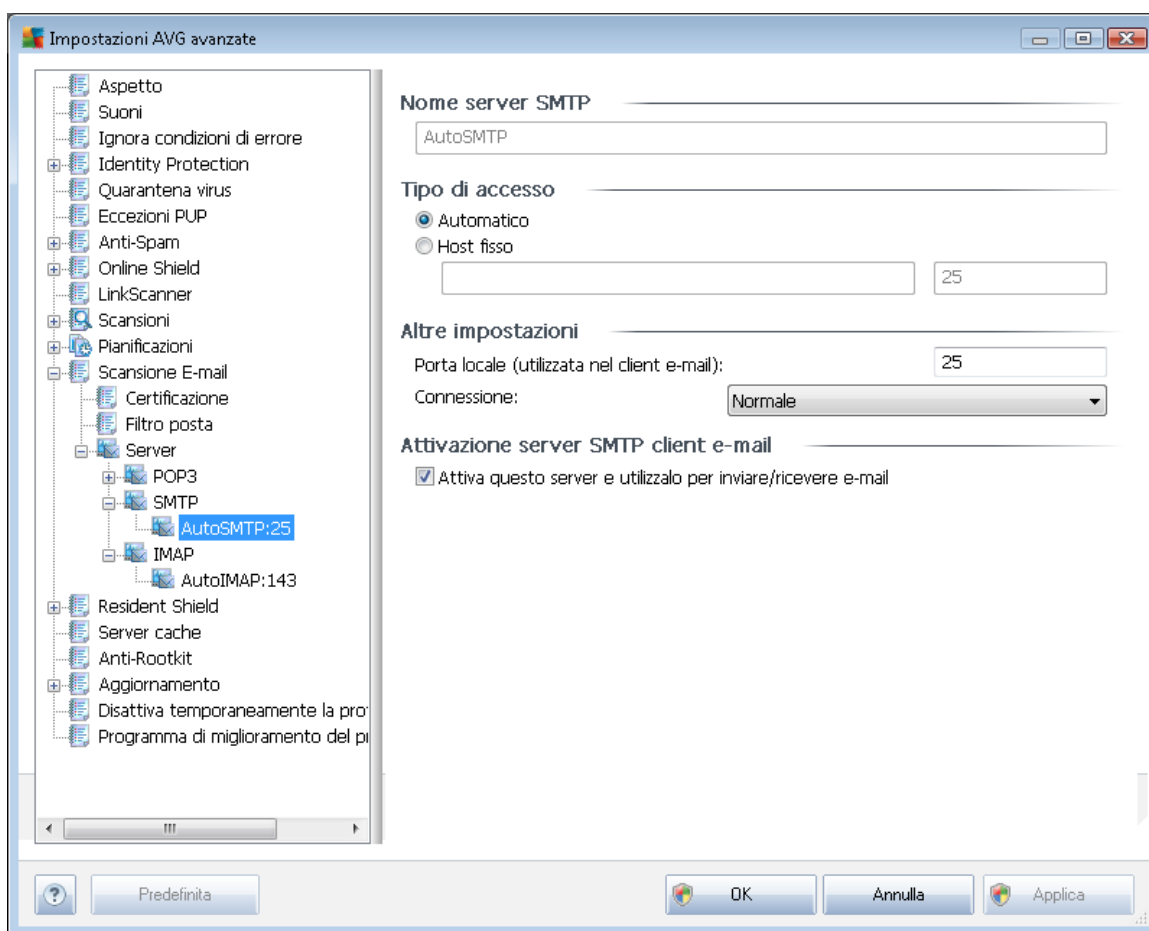 Impostazioni AVG avanzate
Aspetto
Suoni
Ignora condizioni di errore
Identity Protection
Quarantena virus
Eccezioni PUP
Anti-Spam
Online Shield
LinkScanner
Scansioni
Pianificazioni
Scansione E-mail
Certificazione
Filtro posta
Server
POP3
SMTP
AutoSMTP:25
IMAP
AutoIMAP:143
Resident Shield
Server cache
Anti-Rootkit
Aggiornamento
Disattiva temporaneamente la pro
Programma di miglioramento del p
Nome server SMTP
AutoSMTP
Tipo di accesso
Automatico
Host fisso
25
Altre impostazioni
Porta locale (utilizzata nel client e-mail):
25
Connessione:
Normale
Attivazione server SMTP client e-mail
Attiva questo server e utilizzalo per inviare/ricevere e-mail
?
Predefinita
OK
Annulla
Applica